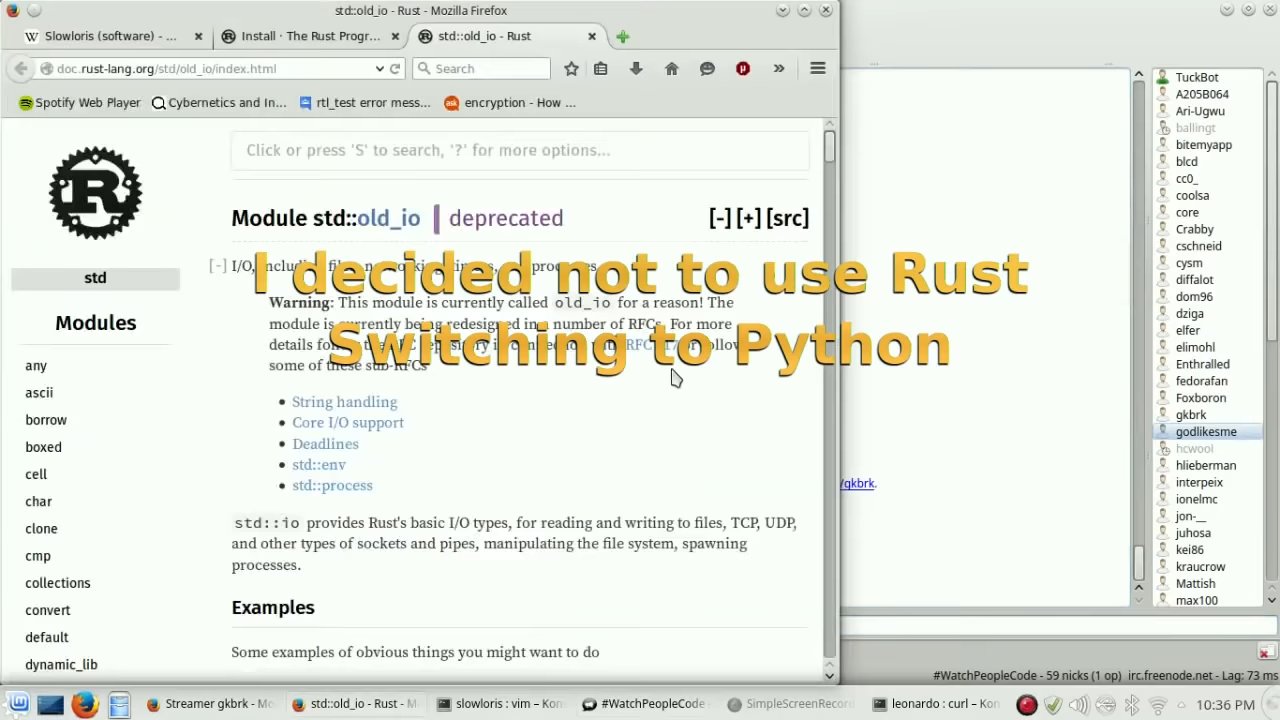 std::old_io - Rust - Mozilla Firefox
Slowloris (software) - ...
Install · The Rust Progr...
std::old_io - Rust
doc.rust-lang.org/std/old_io/index.html
Search
Spotify Web Player
Cybernetics and In...
rtl_test error mess...
encryption - How ...
Click or press 'S' to search, '?' for more options...
Module std::old_io
deprecated
[-] [+] [src]
std
Modules
any
ascii
borrow
boxed
cell
char
clone
cmp
collections
convert
default
dynamic_lib
I decided not to use Rust
Switching to Python
[-] I/O,
Warning: This module is currently called old_io for a reason! The
module is currently being redesigned in a number of RFCs. For more
details
some of these sub-RFCs
String handling
Core I/O support
Deadlines
std::env
std::process
std::io provides Rust's basic I/O types, for reading and writing to files, TCP, UDP,
and other types of sockets and pipes, manipulating the file system, spawning
processes.
Examples
Some examples of obvious things you might want to do
/gkbrk.
TuckBot
A205B064
Ari-Ugwu
ballingt
bitemyapp
blcd
cc0_
coolsa
core
Crabby
cschneid
cysm
diffalot
dom96
dziga
elfer
elimohl
Enthralled
fedorafan
Foxboron
gkbrk
godlikesme
hcwool
hlieberman
interpeix
ionelmc
jon-__
juhosa
kei86
kraucrow
Mattish
max100
#WatchPeopleCode - 59 nicks (1 op)
irc.freenode.net - Lag: 73 ms
Streamer gkbrk - Mo
std::old_io - Rust - M
slowloris : vim – Kon
#WatchPeopleCode
SimpleScreenRecor
leonardo : curl – Kon
10:36 PM